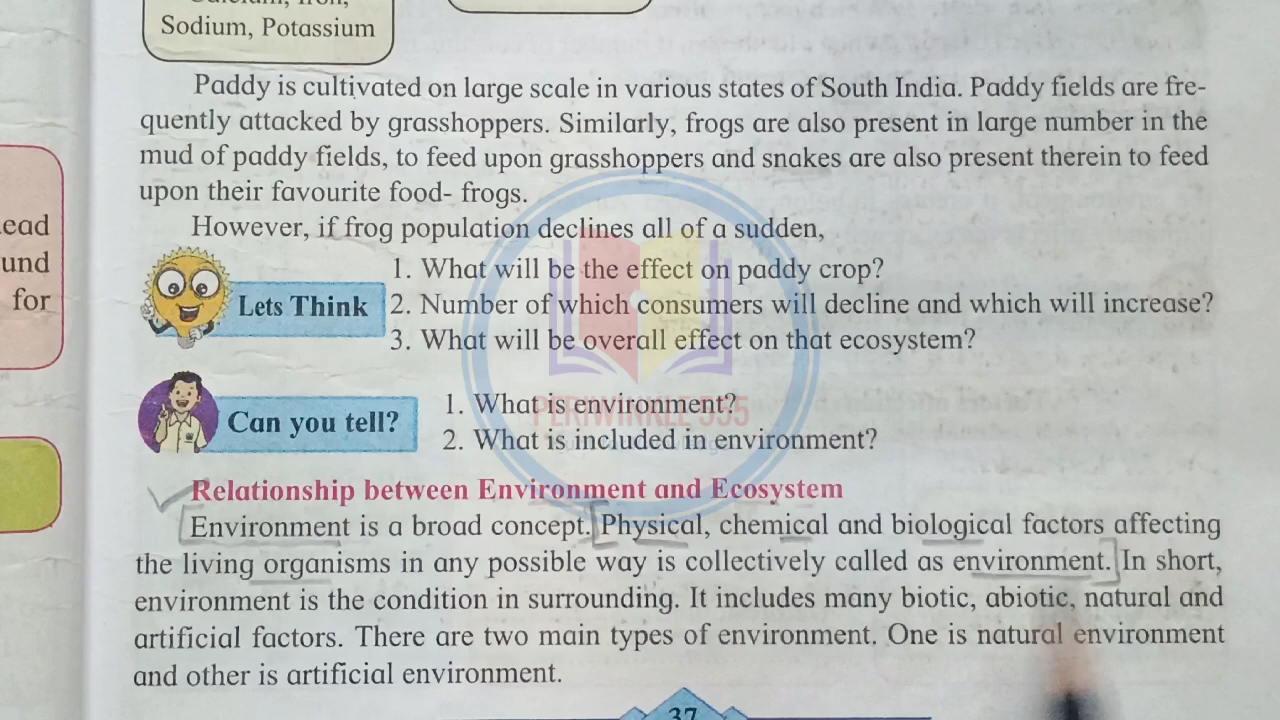 Sodium, Potassium
Paddy is cultivated on large scale in various states of South India. Paddy fields are fre-
quently attacked by grasshoppers. Similarly, frogs are also present in large number in the
mud of paddy fields, to feed upon grasshoppers and snakes are also present therein to feed
upon their favourite food- frogs.
However, if frog population declines all of a sudden,
ead
und
for
Lets Think
1. What will be the effect on paddy crop?
2. Number of which consumers will decline and which will increase?
3. What will be overall effect on that ecosystem?
Can you tell?
1. What is environment?
2. What is included in environment?
PERIWINKLE 555
Relationship between Environment and Ecosystem
Environment is a broad concept. Physical, chemical and biological factors affecting
the living organisms in any possible way is collectively called as environment. In short,
environment is the condition in surrounding. It includes many biotic, abiotic, natural and
artificial factors. There are two main types of environment. One is natural environment
and other is artificial environment.
37